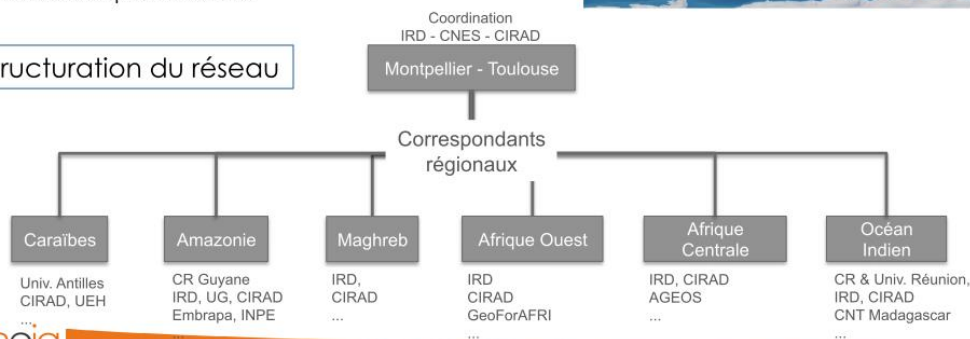 Coordination
IRD - CNES - CIRAD
ructuration du réseau
Montpellier - Toulouse
Correspondants
régionaux
Caraïbes
Univ. Antilles
CIRAD, UEH
...
Amazonie
CR Guyane
IRD, UG, CIRAD
Embrapa, INPE
...
Maghreb
IRD,
CIRAD
...
Afrique Ouest
IRD
CIRAD
GeoForAFRI
...
Afrique
Centrale
IRD, CIRAD
AGEOS
...
Océan
Indien
CR & Univ. Réunion,
IRD, CIRAD
CNT Madagascar
...